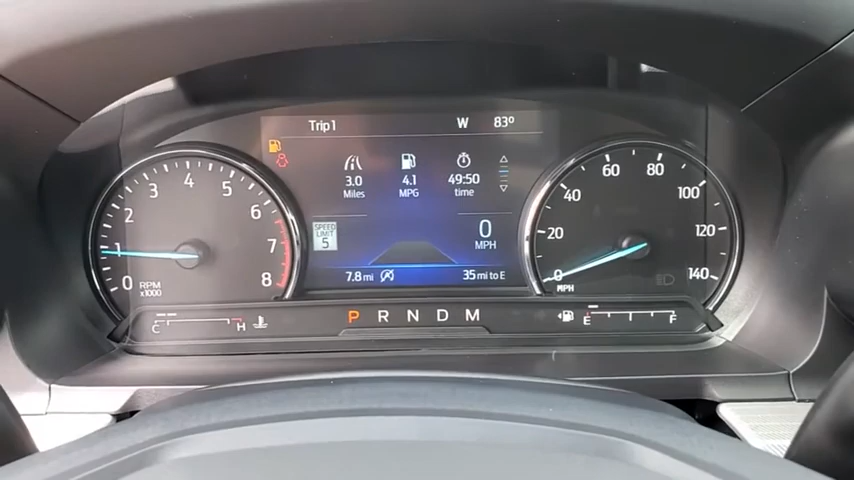 Trip 1 W 83°
3.0
Miles
4.1
MPG
49:50
time
SPEED
LIMIT
5
0
MPH
7.8 mi 35 mi to E
0 1 2 3 4 5 6 7 8
RPM
x1000
0 20 40 60 80 100 120 140
MPH
C H P R N D M E F